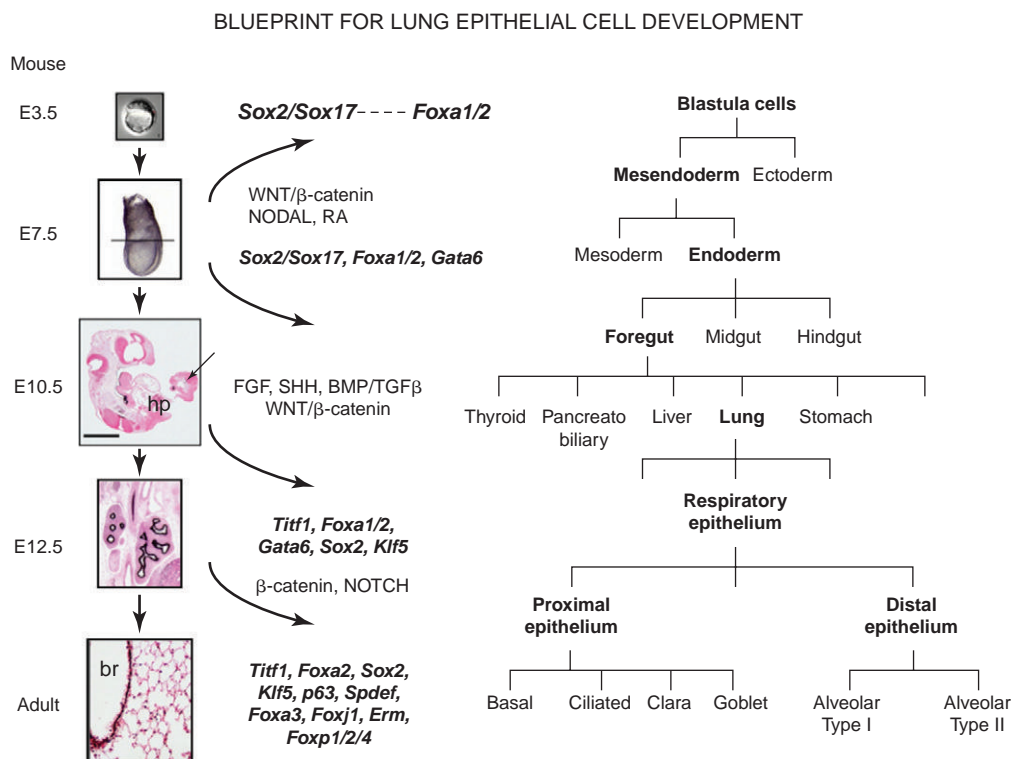 BLUEPRINT FOR LUNG EPITHELIAL CELL DEVELOPMENT
Mouse
E3.5
E7.5
E10.5
hp
E12.5
Adult
br
Sox2/Sox17---- Foxa1/2
WNT/β-catenin
NODAL, RA
Sox2/Sox17, Foxa1/2, Gata6
FGF, SHH, BMP/TGFβ
WNT/β-catenin
Titf1, Foxa1/2,
Gata6, Sox2, Klf5
β-catenin, NOTCH
Titf1, Foxa2, Sox2,
Klf5, p63, Spdef,
Foxa3, Foxj1, Erm,
Foxp1/2/4
Blastula cells
Mesendoderm Ectoderm
Mesoderm Endoderm
Foregut Midgut Hindgut
Thyroid Pancreato Liver Lung Stomach
biliary
Respiratory
epithelium
Proximal
epithelium
Distal
epithelium
Basal Ciliated Clara Goblet
Alveolar
Type I
Alveolar
Type II